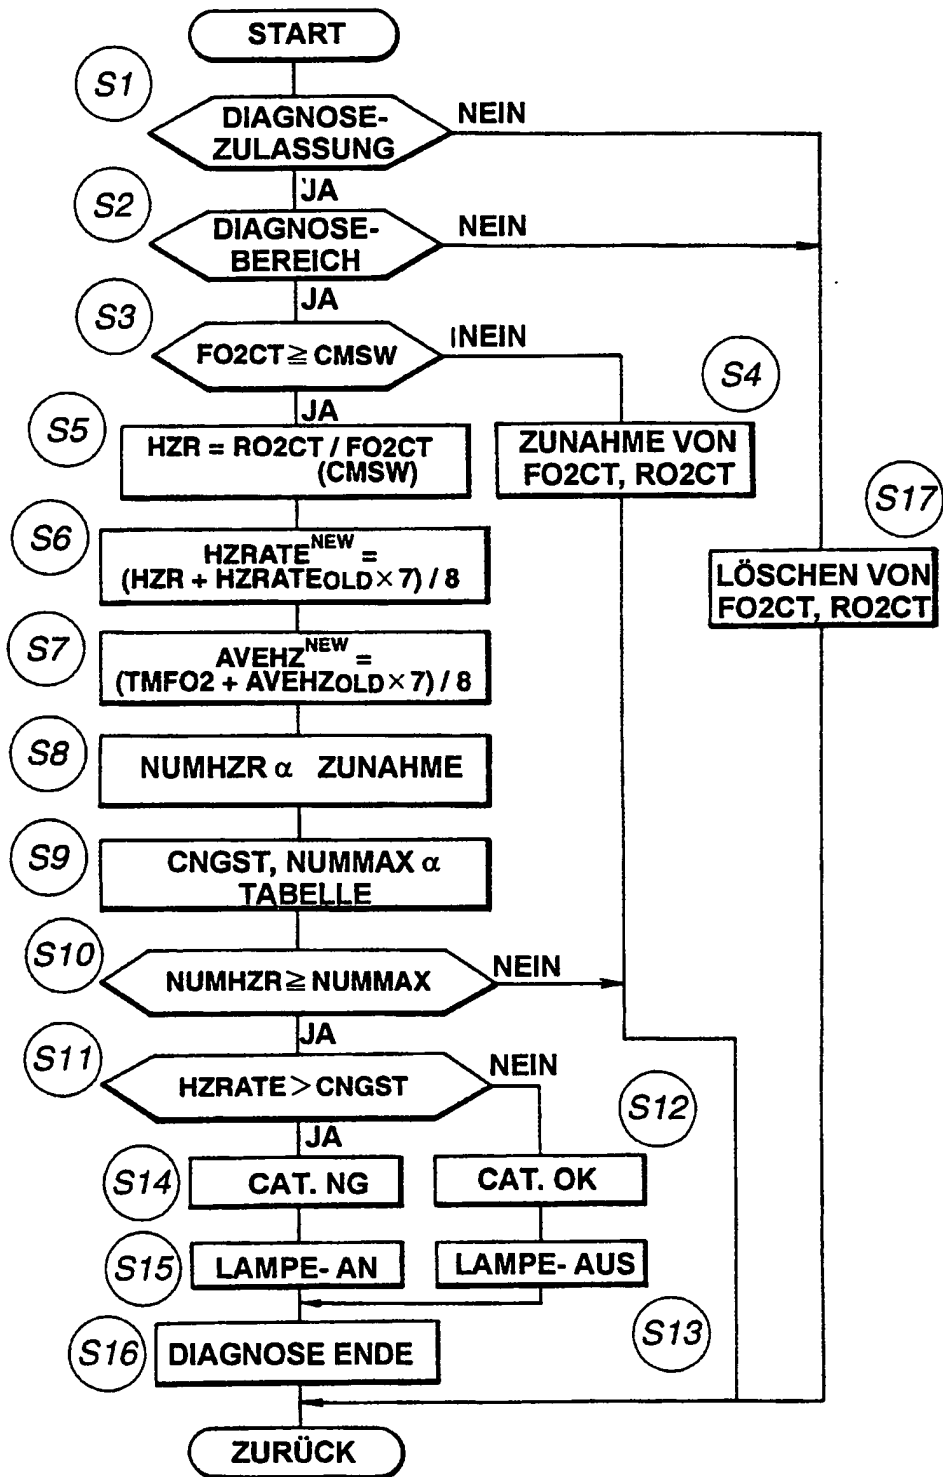 START
S1
DIAGNOSE-
ZULASSUNG
NEIN
JA
S2
DIAGNOSE-
BEREICH
NEIN
JA
S3
FO2CT ≧ CMSW
NEIN
JA
S4
ZUNAHME VON
FO2CT, RO2CT
S5
HZR = RO2CT / FO2CT
(CMSW)
S17
LÖSCHEN VON
FO2CT, RO2CT
S6
HZRATE NEW =
(HZR + HZRATEOLD × 7) / 8
S7
AVEHZ NEW =
(TMFO2 + AVEHZOLD × 7) / 8
S8
NUMHZR α ZUNAHME
S9
CNGST, NUMMAX α
TABELLE
S10
NUMHZR ≧ NUMMAX
NEIN
JA
S11
HZRATE > CNGST
NEIN
JA
S12
S14
CAT. NG
CAT. OK
S15
LAMPE- AN
LAMPE- AUS
S13
S16
DIAGNOSE ENDE
ZURÜCK